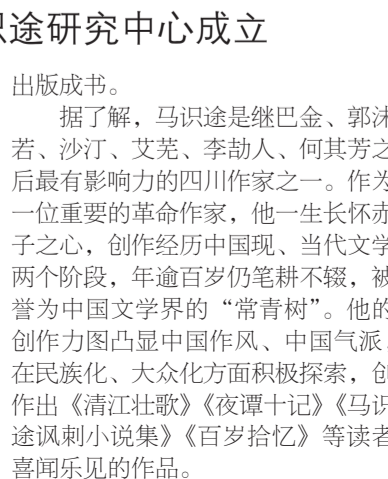 识途研究中心成立
出版成书。
据了解，马识途是继巴金、郭沫
若、沙汀、艾芜、李劼人、何其芳之
后最有影响力的四川作家之一。作为
一位重要的革命作家，他一生长怀赤
子之心，创作经历中国现、当代文学
两个阶段，年逾百岁仍笔耕不辍，被
誉为中国文学界的“常青树”。他的
创作力图凸显中国作风、中国气派，
在民族化、大众化方面积极探索，创
作出《清江壮歌》《夜谭十记》《马识
途讽刺小说集》《百岁拾忆》等读者
喜闻乐见的作品。